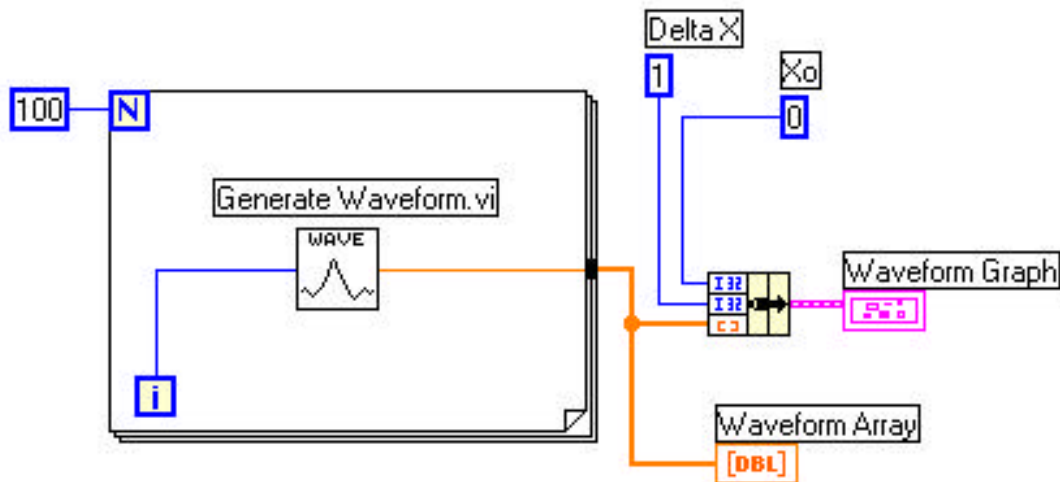 Delta X
1
Xo
0
100
N
Generate Waveform.vi
WAVE
i
I32
I32
[ ]
Waveform Graph
Waveform Array
[DBL]